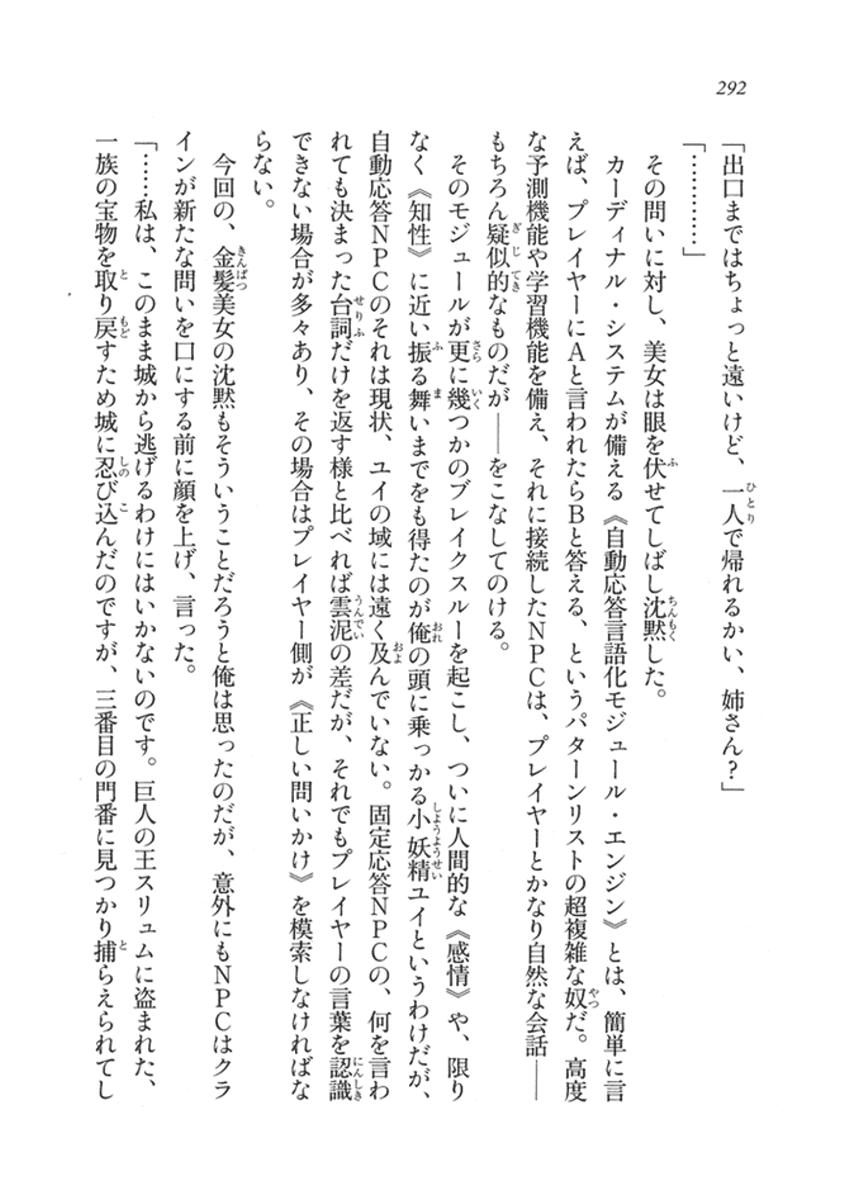 292
「出口まではちょっと遠いけど、一人で帰れるかい、姉さん？」
「…………」
その問いに対し、美女は眼を伏せてしばし沈黙した。
カーディナル・システムが備える《自動応答言語化モジュール・エンジン》とは、簡単に言
えば、プレイヤーにＡと言われたらＢと答える、というパターンリストの超複雑な奴だ。高度
な予測機能や学習機能を備え、それに接続したＮＰＣは、プレイヤーとかなり自然な会話――
もちろん疑似的なものだが――をこなしてのける。
そのモジュールが更に幾つかのブレイクスルーを起こし、ついに人間的な《感情》や、限り
なく《知性》に近い振る舞いまでをも得たのが俺の頭に乗っかる小妖精ユイというわけだが、
自動応答ＮＰＣのそれは現状、ユイの域には遠く及んでいない。固定応答ＮＰＣの、何を言わ
れても決まった台詞だけを返す様と比べれば雲泥の差だが、それでもプレイヤーの言葉を認識
できない場合が多々あり、その場合はプレイヤー側が《正しい問いかけ》を模索しなければな
らない。
今回の、金髪美女の沈黙もそういうことだろうと俺は思ったのだが、意外にもＮＰＣはクラ
インが新たな問いを口にする前に顔を上げ、言った。
「……私は、このまま城から逃げるわけにはいかないのです。巨人の王スリュムに盗まれた、
一族の宝物を取り戻すため城に忍び込んだのですが、三番目の門番に見つかり捕らえられてし